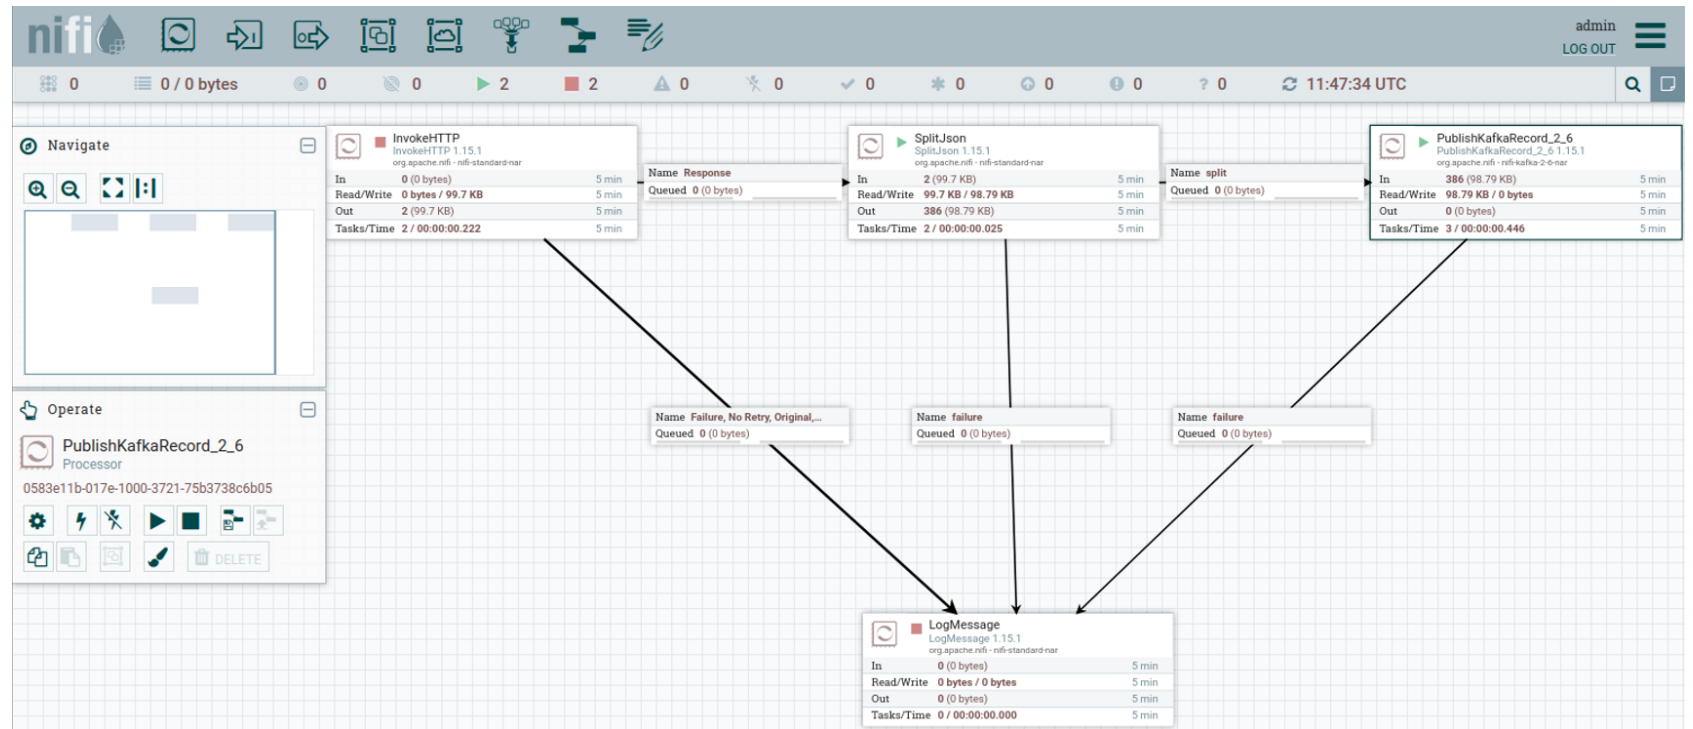 nifi
admin
LOG OUT
0
0 / 0 bytes
0
0
2
2
0
0
0
0
0
0
? 0
11:47:34 UTC
Navigate
Operate
PublishKafkaRecord_2_6
Processor
0583e11b-017e-1000-3721-75b3738c6b05
DELETE
InvokeHTTP
InvokeHTTP 1.15.1
org.apache.nifi - nifi-standard-nar
In 0 (0 bytes) 5 min
Read/Write 0 bytes / 99.7 KB 5 min
Out 2 (99.7 KB) 5 min
Tasks/Time 2 / 00:00:00.222 5 min
Name Response
Queued 0 (0 bytes)
SplitJson
SplitJson 1.15.1
org.apache.nifi - nifi-standard-nar
In 2 (99.7 KB) 5 min
Read/Write 99.7 KB / 98.79 KB 5 min
Out 386 (98.79 KB) 5 min
Tasks/Time 2 / 00:00:00.025 5 min
Name split
Queued 0 (0 bytes)
PublishKafkaRecord_2_6
PublishKafkaRecord_2_6 1.15.1
org.apache.nifi - nifi-kafka-2-6-nar
In 386 (98.79 KB) 5 min
Read/Write 98.79 KB / 0 bytes 5 min
Out 0 (0 bytes) 5 min
Tasks/Time 3 / 00:00:00.446 5 min
Name Failure, No Retry, Original,...
Queued 0 (0 bytes)
Name failure
Queued 0 (0 bytes)
Name failure
Queued 0 (0 bytes)
LogMessage
LogMessage 1.15.1
org.apache.nifi - nifi-standard-nar
In 0 (0 bytes) 5 min
Read/Write 0 bytes / 0 bytes 5 min
Out 0 (0 bytes) 5 min
Tasks/Time 0 / 00:00:00.000 5 min